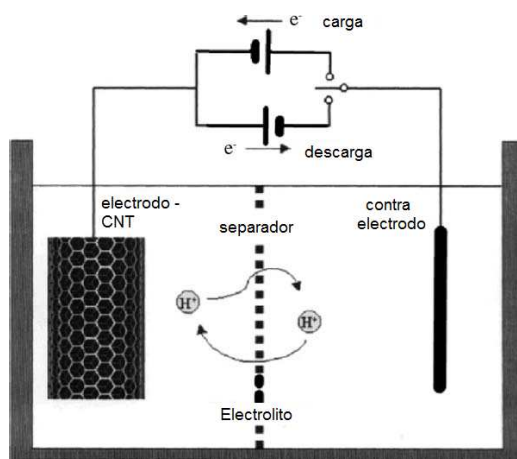 e- carga
e- descarga
electrodo -
CNT
separador
contra
electrodo
H+
H+
Electrolito